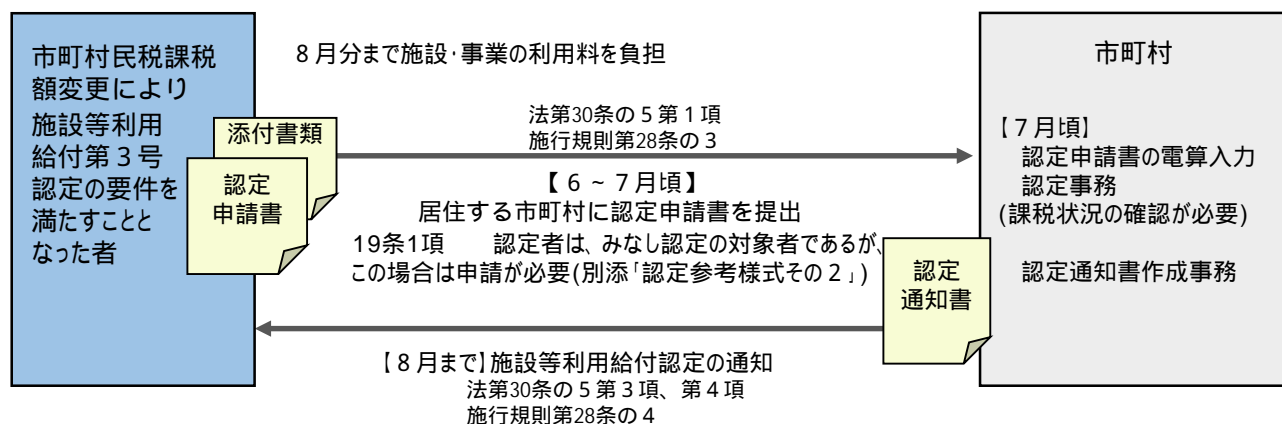 市町村民税課税
額変更により
施設等利用
給付第３号
認定の要件を
満たすことと
なった者
添付書類
認定
申請書
８月分まで施設･事業の利用料を負担
法第30条の５第１項
施行規則第28条の３
【６～７月頃】
居住する市町村に認定申請書を提出
19条1項　　認定者は、みなし認定の対象者であるが、
この場合は申請が必要(別添｢認定参考様式その２｣)
認定
通知書
【８月まで】施設等利用給付認定の通知
法第30条の５第３項、第４項
施行規則第28条の４
市町村
【７月頃】
認定申請書の電算入力
認定事務
(課税状況の確認が必要)
認定通知書作成事務